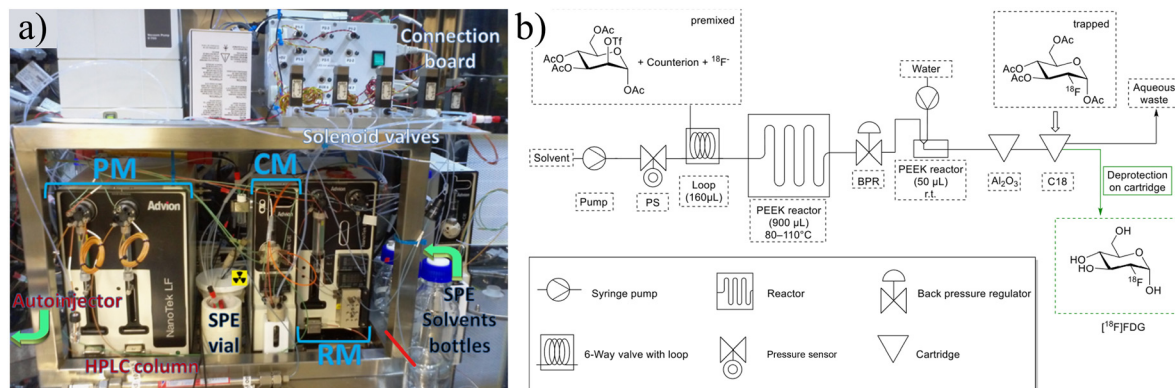 a)
Connection
board
Solenoid valves
PM
CM
Advion
NanoTek LF
Autoinjector
SPE
vial
HPLC column
RM
SPE
Solvents
bottles
b)
premixed
OAc
OTf
AcO
AcO
OAc
+ Counterion + ¹⁸F⁻
trapped
OAc
AcO
AcO
¹⁸F
OAc
Water
Aqueous
waste
Solvent
Pump
PS
Loop
(160µL)
PEEK reactor
(900 µL)
80–110°C
BPR
PEEK reactor
(50 µL)
r.t.
Al₂O₃
C18
Deprotection
on cartridge
OH
HO
HO
¹⁸F
OH
[¹⁸F]FDG
Syringe pump
Reactor
Back pressure regulator
6-Way valve with loop
Pressure sensor
Cartridge